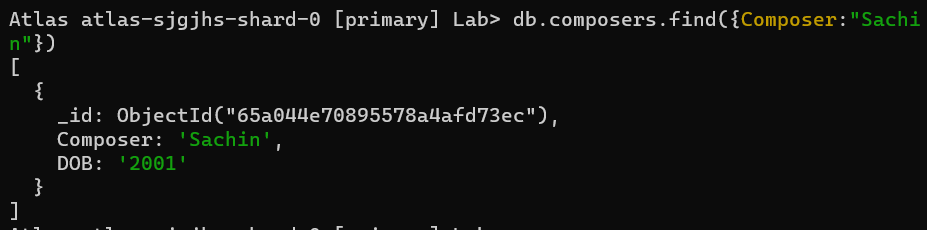 Atlas atlas-sjgjhs-shard-0 [primary] Lab> db.composers.find({Composer:"Sachi
n"})
[
  {
    _id: ObjectId("65a044e70895578a4afd73ec"),
    Composer: 'Sachin',
    DOB: '2001'
  }
]